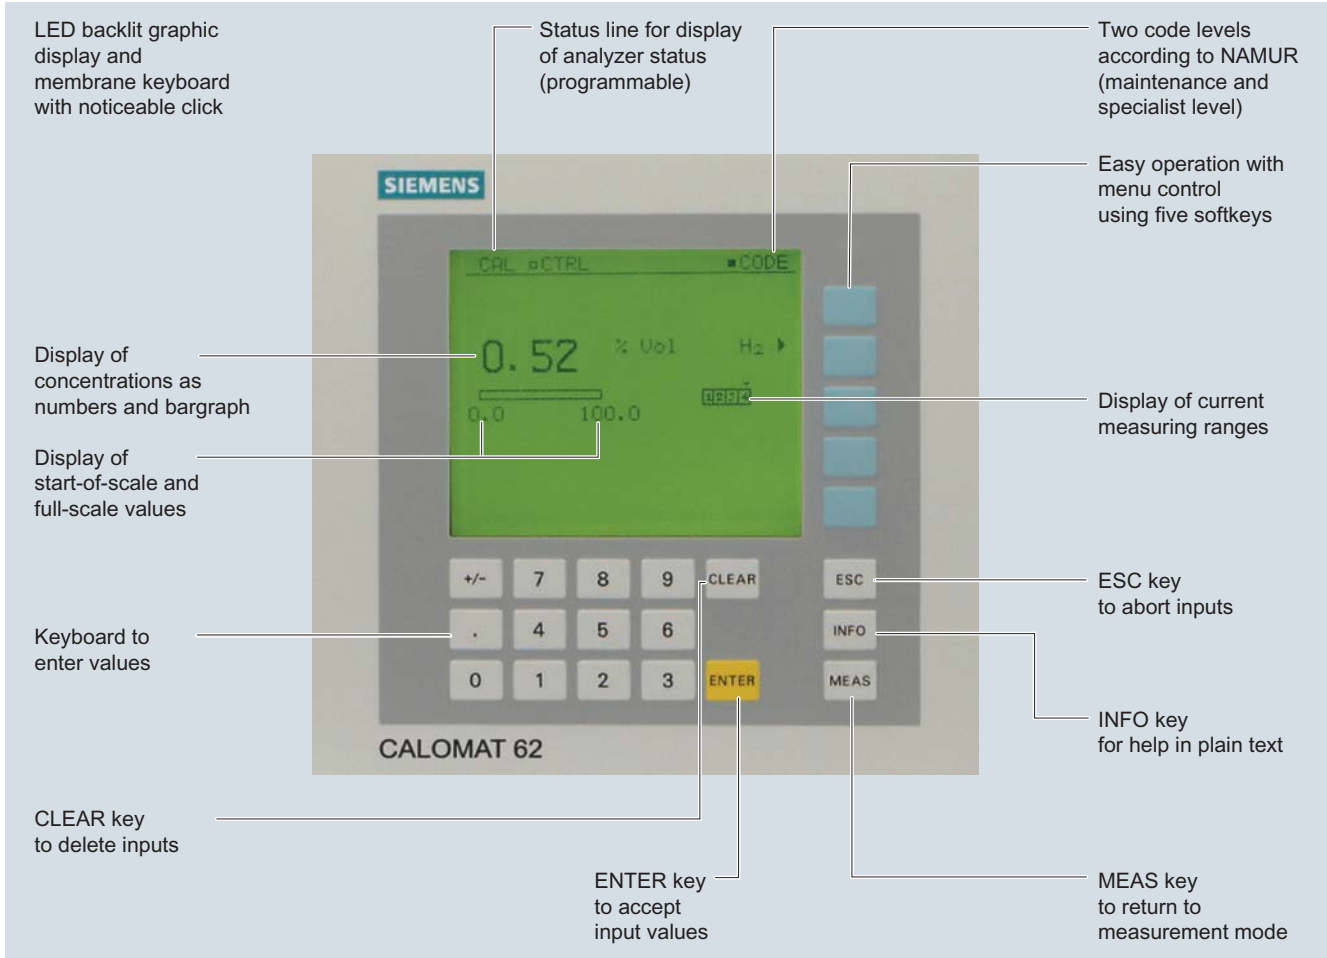 LED backlit graphic
display and
membrane keyboard
with noticeable click
Status line for display
of analyzer status
(programmable)
Two code levels
according to NAMUR
(maintenance and
specialist level)
Easy operation with
menu control
using five softkeys
SIEMENS
CAL CTRL CODE
0.52 % Vol H2
0.0 100.0
1 2 3 4
Display of
concentrations as
numbers and bargraph
Display of
start-of-scale and
full-scale values
Display of current
measuring ranges
+/- 7 8 9 CLEAR ESC
. 4 5 6 INFO
0 1 2 3 ENTER MEAS
Keyboard to
enter values
ESC key
to abort inputs
INFO key
for help in plain text
CALOMAT 62
CLEAR key
to delete inputs
ENTER key
to accept
input values
MEAS key
to return to
measurement mode